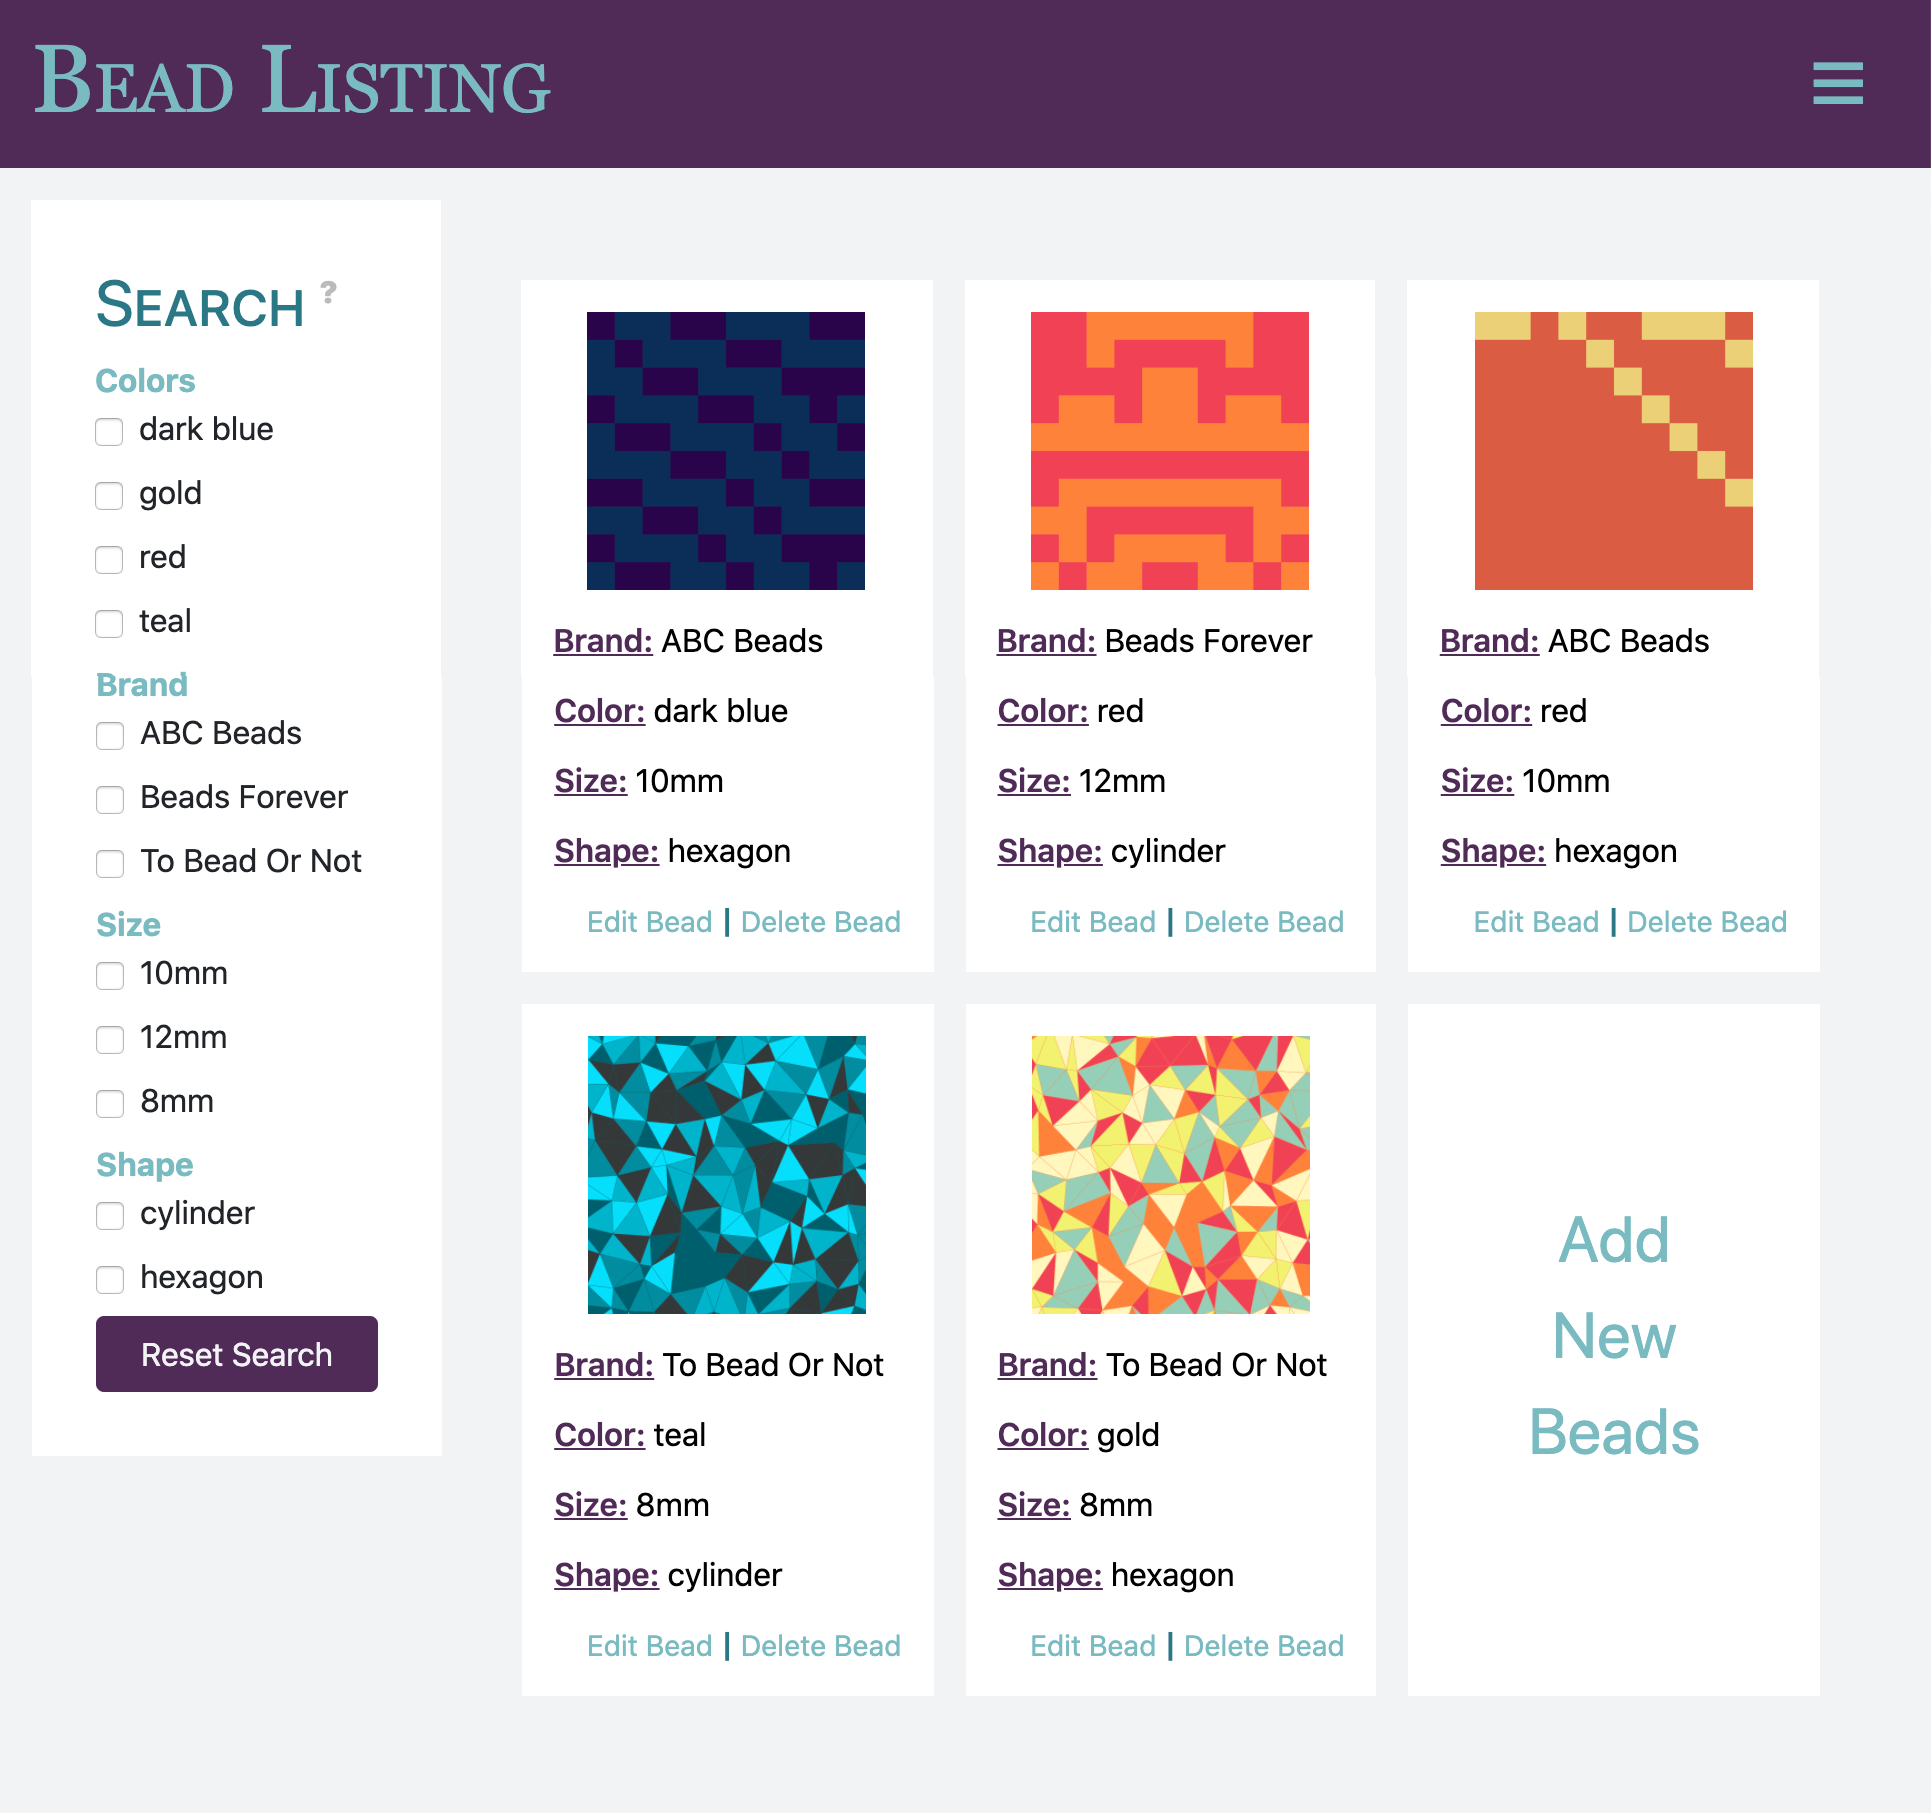 BEAD LISTING
SEARCH ?
Colors
dark blue
gold
red
teal
Brand
ABC Beads
Beads Forever
To Bead Or Not
Size
10mm
12mm
8mm
Shape
cylinder
hexagon
Reset Search
Brand: ABC Beads
Color: dark blue
Size: 10mm
Shape: hexagon
Edit Bead | Delete Bead
Brand: Beads Forever
Color: red
Size: 12mm
Shape: cylinder
Edit Bead | Delete Bead
Brand: ABC Beads
Color: red
Size: 10mm
Shape: hexagon
Edit Bead | Delete Bead
Brand: To Bead Or Not
Color: teal
Size: 8mm
Shape: cylinder
Edit Bead | Delete Bead
Brand: To Bead Or Not
Color: gold
Size: 8mm
Shape: hexagon
Edit Bead | Delete Bead
Add
New
Beads